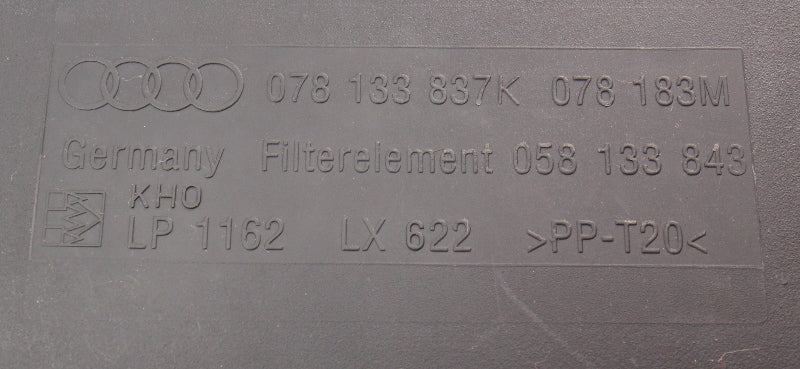 078 133 837K 078 183M
Germany Filterelement 058 133 843
KHO
LP 1162 LX 622 >PP-T20<